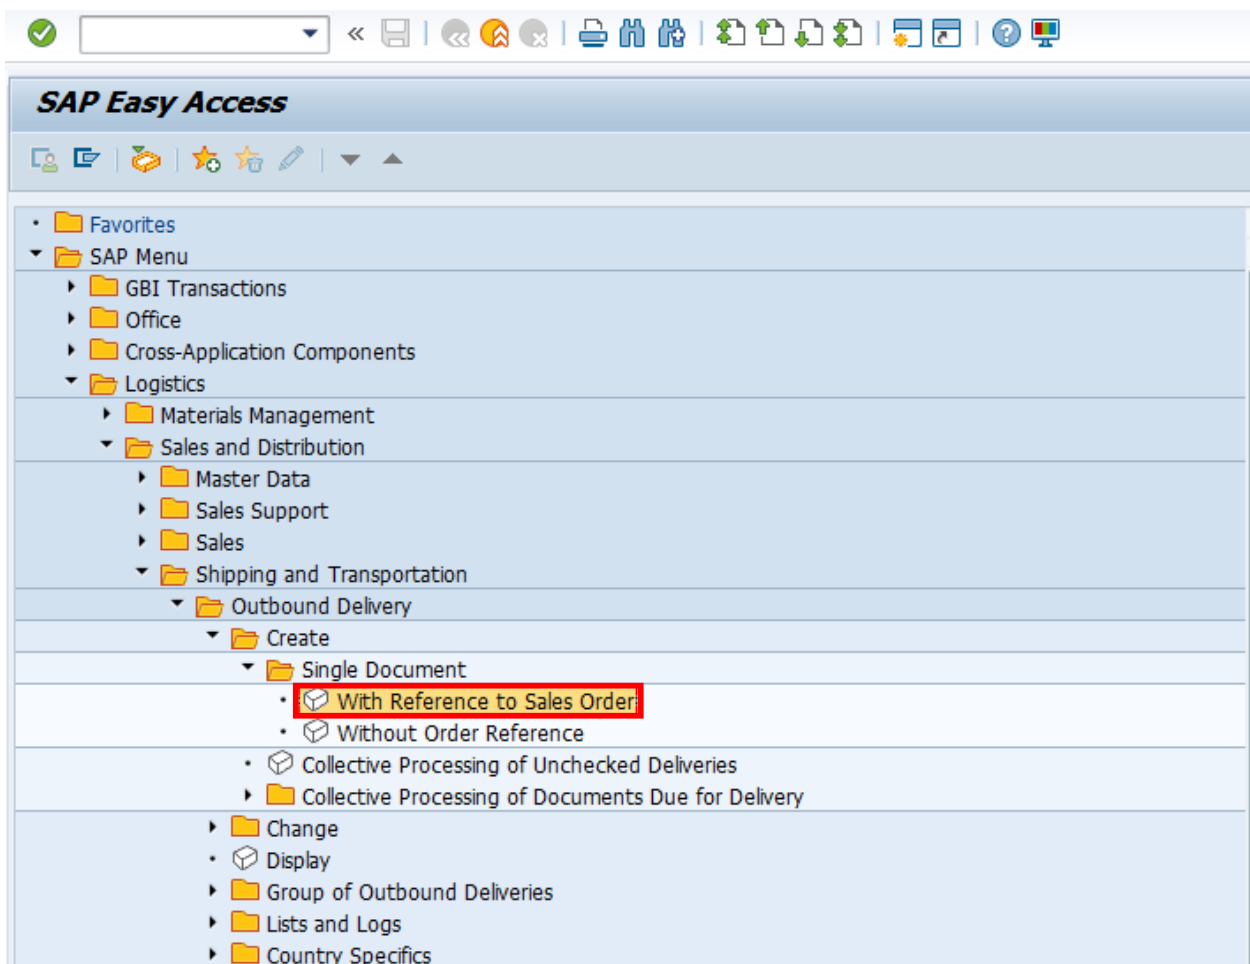 SAP Easy Access
Favorites
SAP Menu
GBI Transactions
Office
Cross-Application Components
Logistics
Materials Management
Sales and Distribution
Master Data
Sales Support
Sales
Shipping and Transportation
Outbound Delivery
Create
Single Document
With Reference to Sales Order
Without Order Reference
Collective Processing of Unchecked Deliveries
Collective Processing of Documents Due for Delivery
Change
Display
Group of Outbound Deliveries
Lists and Logs
Country Specifics